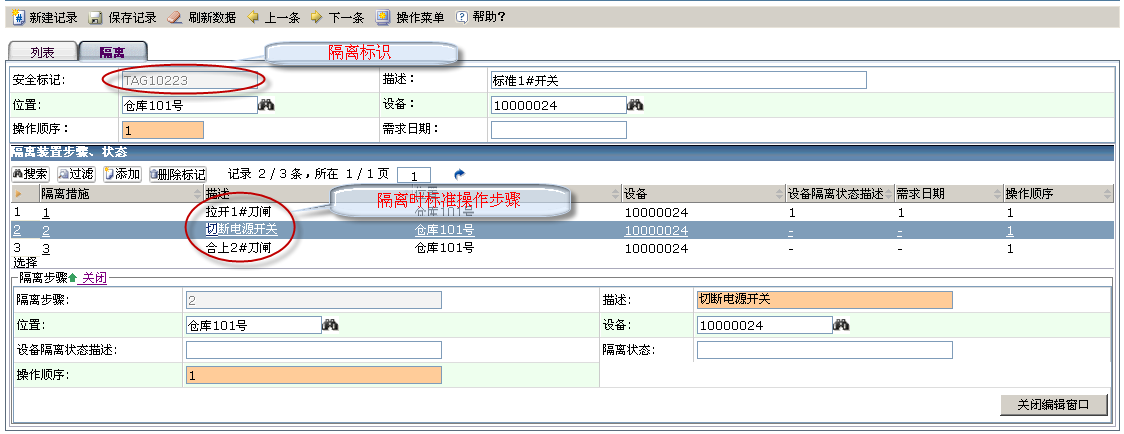 新建记录 保存记录 刷新数据 上一条 下一条 操作菜单 帮助?
列表 隔离 隔离标识
安全标记: TAG10223 描述: 标准1#开关
位置: 仓库101号 设备: 10000024
操作顺序: 1 需求日期:
隔离装置步骤、状态
搜索 过滤 添加 删除标记 记录 2 / 3 条,所在 1 / 1 页 1
隔离措施 描述 设备 设备隔离状态描述 需求日期 操作顺序
隔离时标准操作步骤
1 1 拉开1#刀闸 仓库101号 10000024 1 1 1
2 2 切断电源开关 仓库101号 10000024 - - 1
3 3 合上2#刀闸 仓库101号 10000024 - - 1
选择
隔离步骤 关闭
隔离步骤: 2 描述: 切断电源开关
位置: 仓库101号 设备: 10000024
设备隔离状态描述: 隔离状态:
操作顺序: 1
关闭编辑窗口